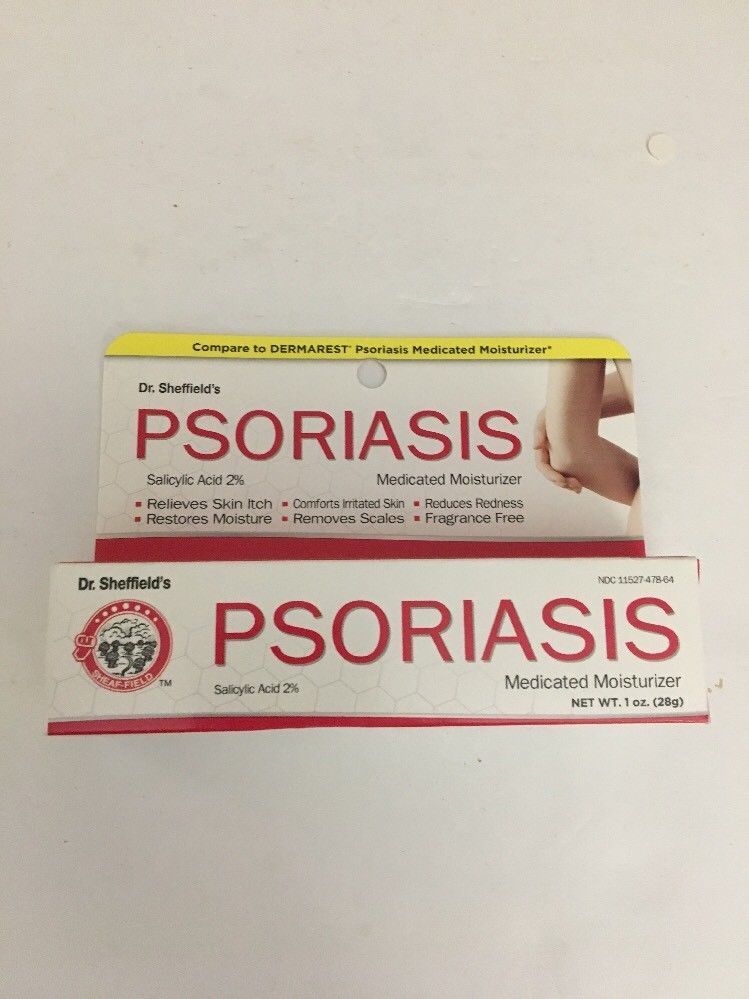 Compare to DERMAREST® Psoriasis Medicated Moisturizer*
Dr. Sheffield's
PSORIASIS
Salicylic Acid 2% Medicated Moisturizer
▪ Relieves Skin Itch ▪ Comforts Irritated Skin ▪ Reduces Redness
▪ Restores Moisture ▪ Removes Scales ▪ Fragrance Free
Dr. Sheffield's NDC 11527-478-64
PSORIASIS
SHEAF-FIELD TM
Salicylic Acid 2% Medicated Moisturizer
NET WT. 1 oz. (28g)